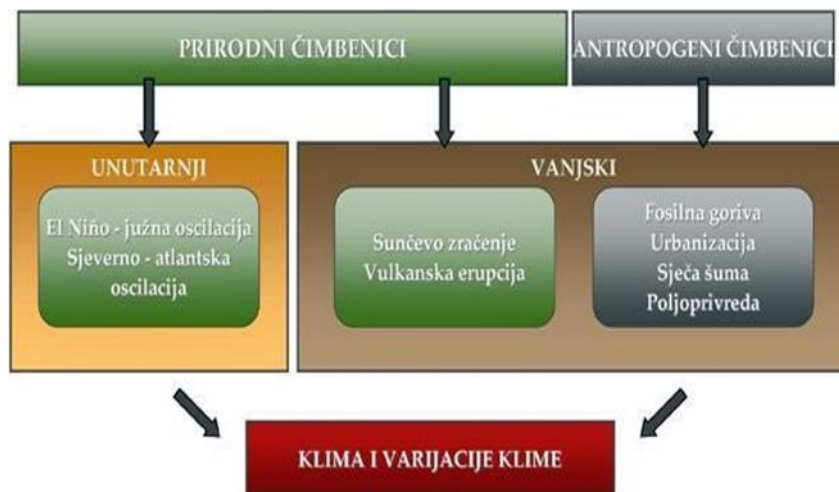 PRIRODNI ČIMBENICI
ANTROPOGENI ČIMBENICI
UNUTARNJI
El Niño - južna oscilacija
Sjeverno - atlantska
oscilacija
VANJSKI
Sunčevo zračenje
Vulkanska erupcija
Fosilna goriva
Urbanizacija
Sječa šuma
Poljoprivreda
KLIMA I VARIJACIJE KLIME